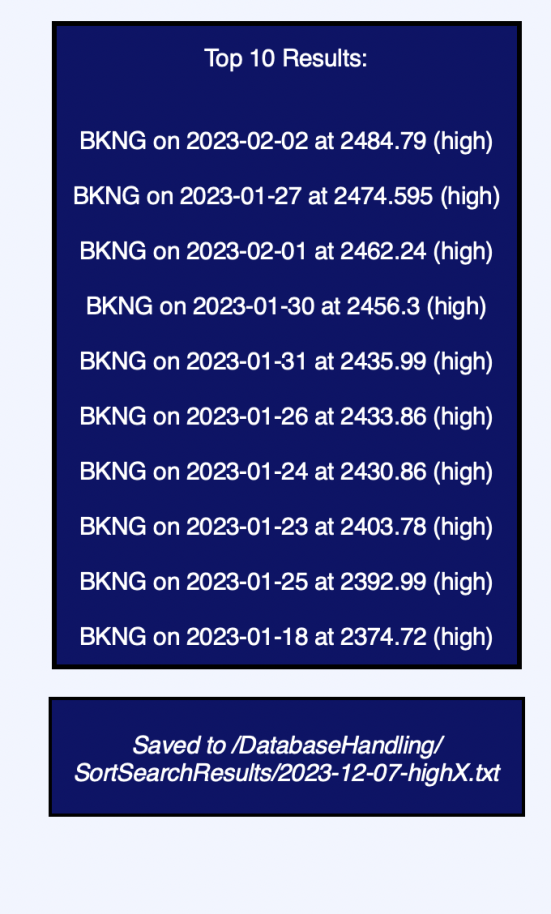 Top 10 Results:
BKNG on 2023-02-02 at 2484.79 (high)
BKNG on 2023-01-27 at 2474.595 (high)
BKNG on 2023-02-01 at 2462.24 (high)
BKNG on 2023-01-30 at 2456.3 (high)
BKNG on 2023-01-31 at 2435.99 (high)
BKNG on 2023-01-26 at 2433.86 (high)
BKNG on 2023-01-24 at 2430.86 (high)
BKNG on 2023-01-23 at 2403.78 (high)
BKNG on 2023-01-25 at 2392.99 (high)
BKNG on 2023-01-18 at 2374.72 (high)
Saved to /DatabaseHandling/
SortSearchResults/2023-12-07-highX.txt